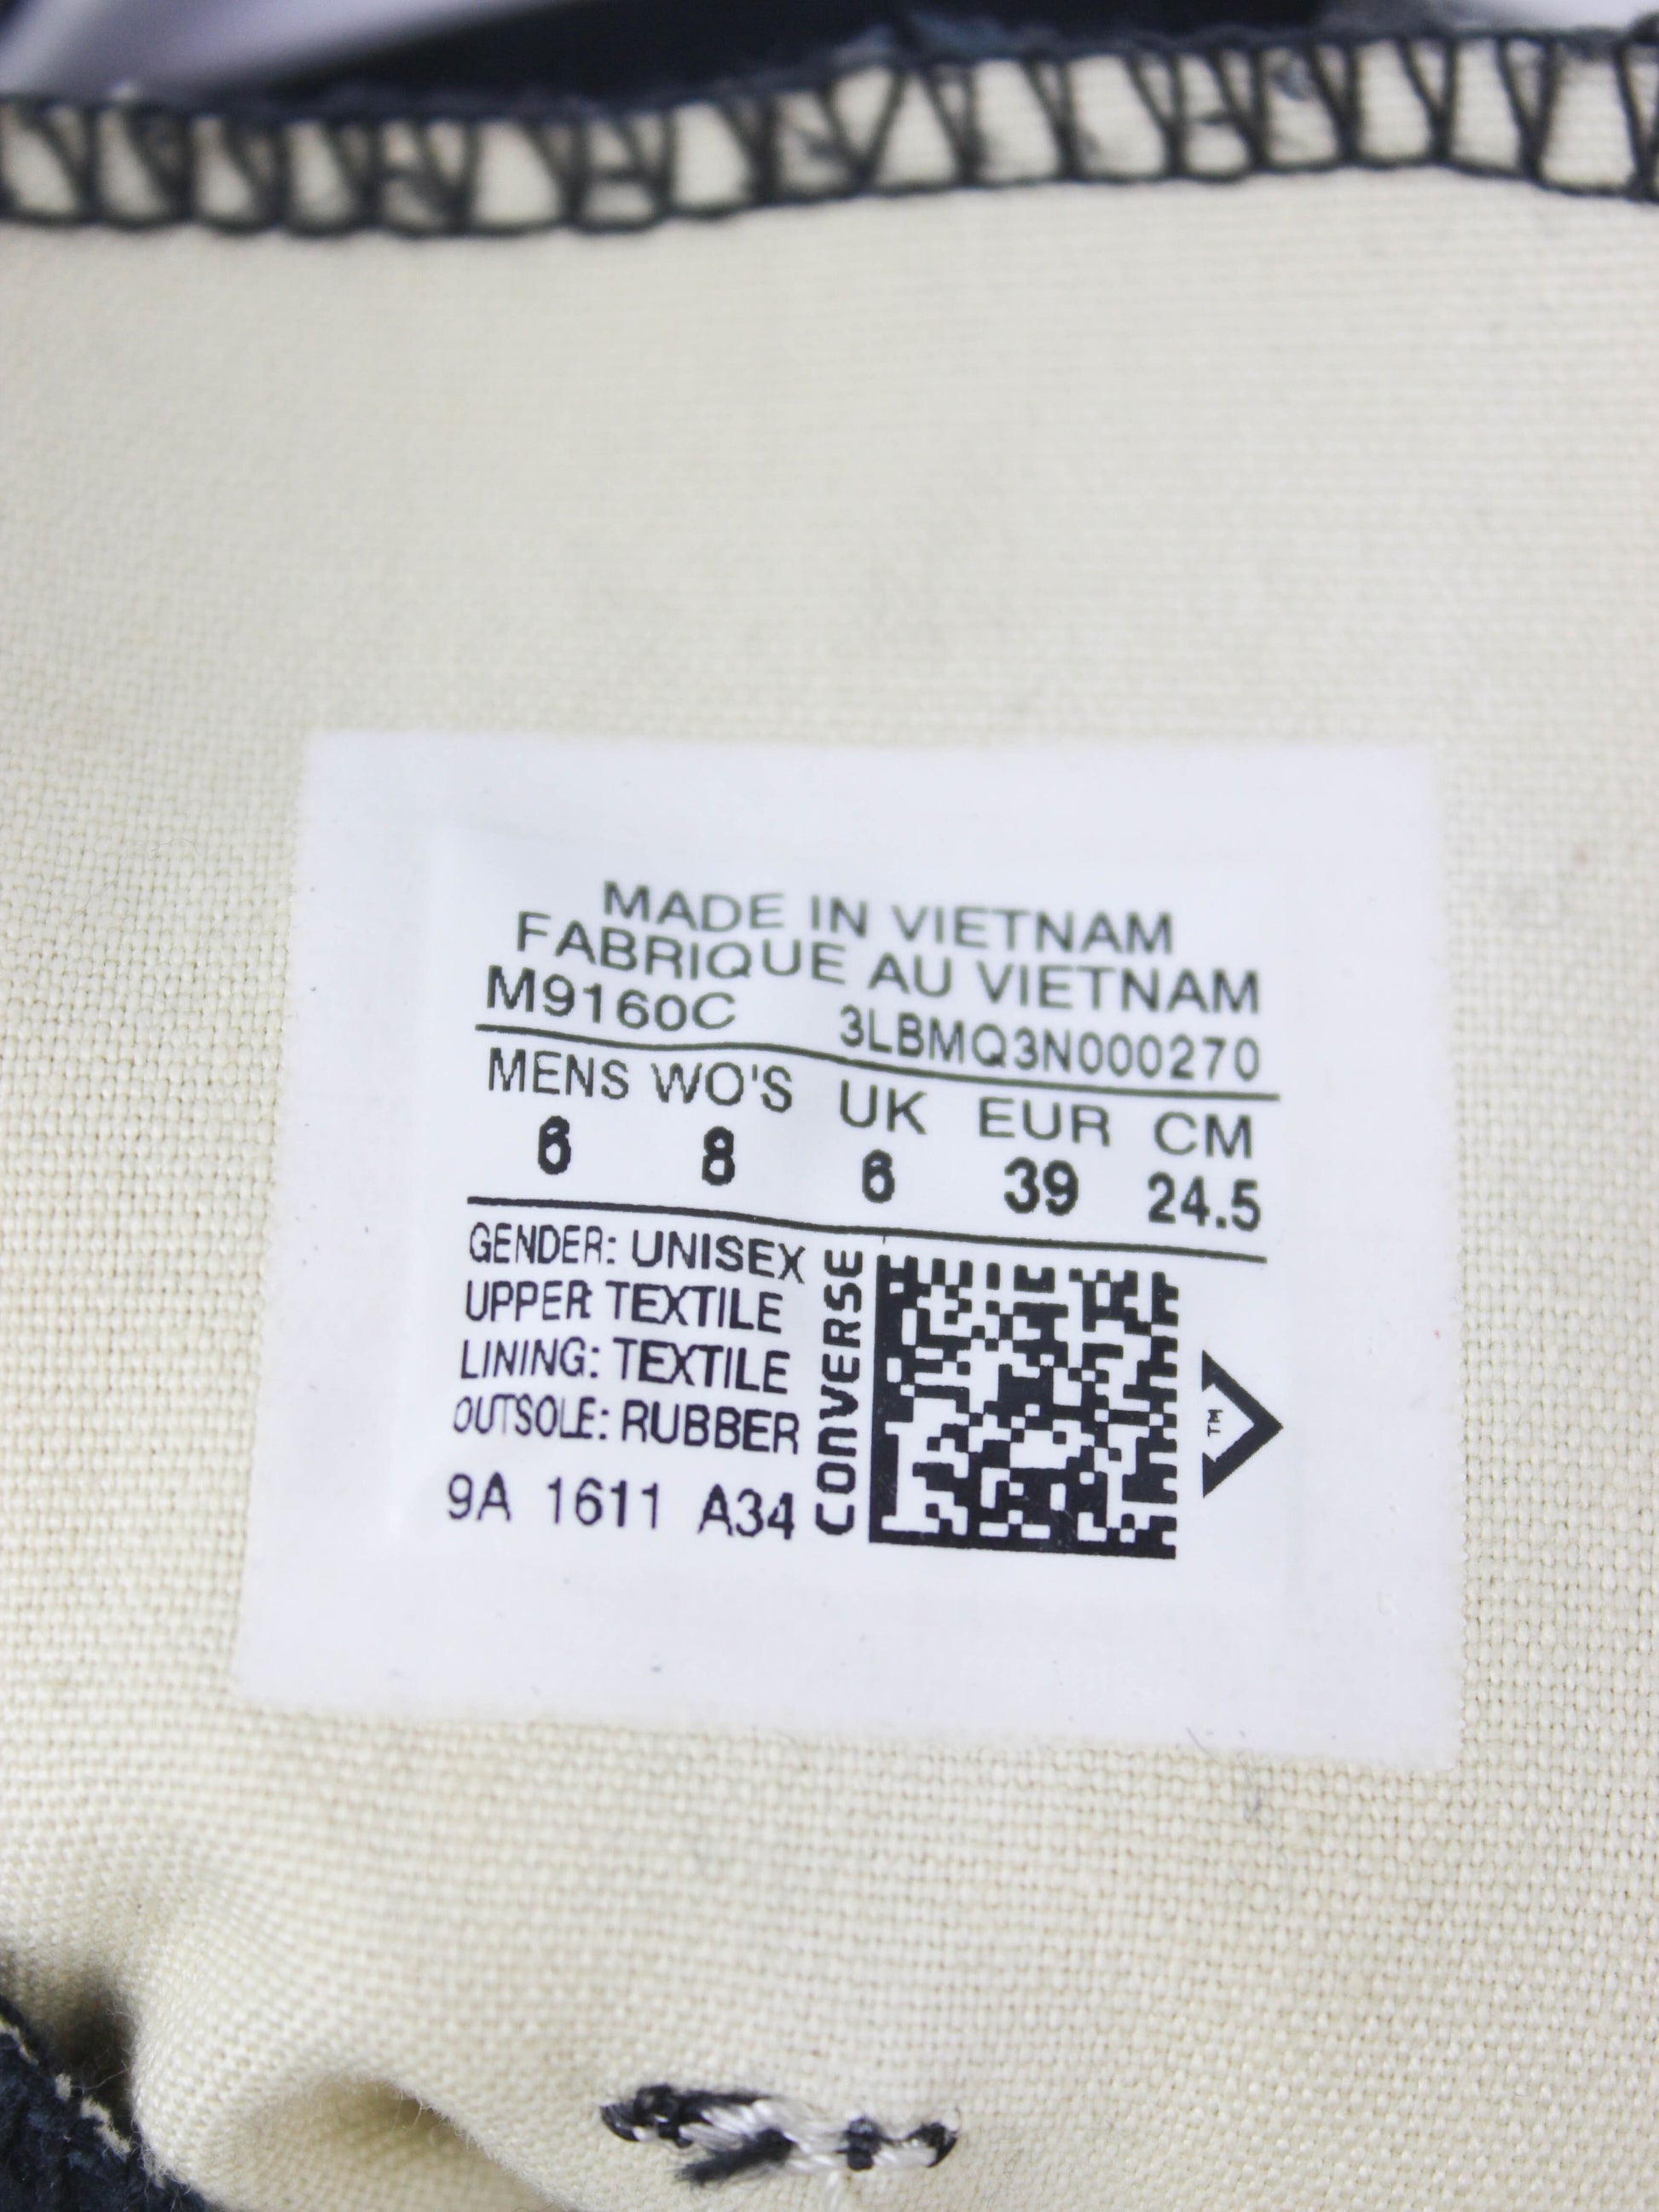 MADE IN VIETNAM
FABRIQUE AU VIETNAM
M9160C 3LBMQ3N000270
MENS WO'S UK EUR CM
6 8 6 39 24.5
GENDER: UNISEX
UPPER: TEXTILE
LINING: TEXTILE
OUTSOLE: RUBBER
9A 1611 A34
CONVERSE
TM